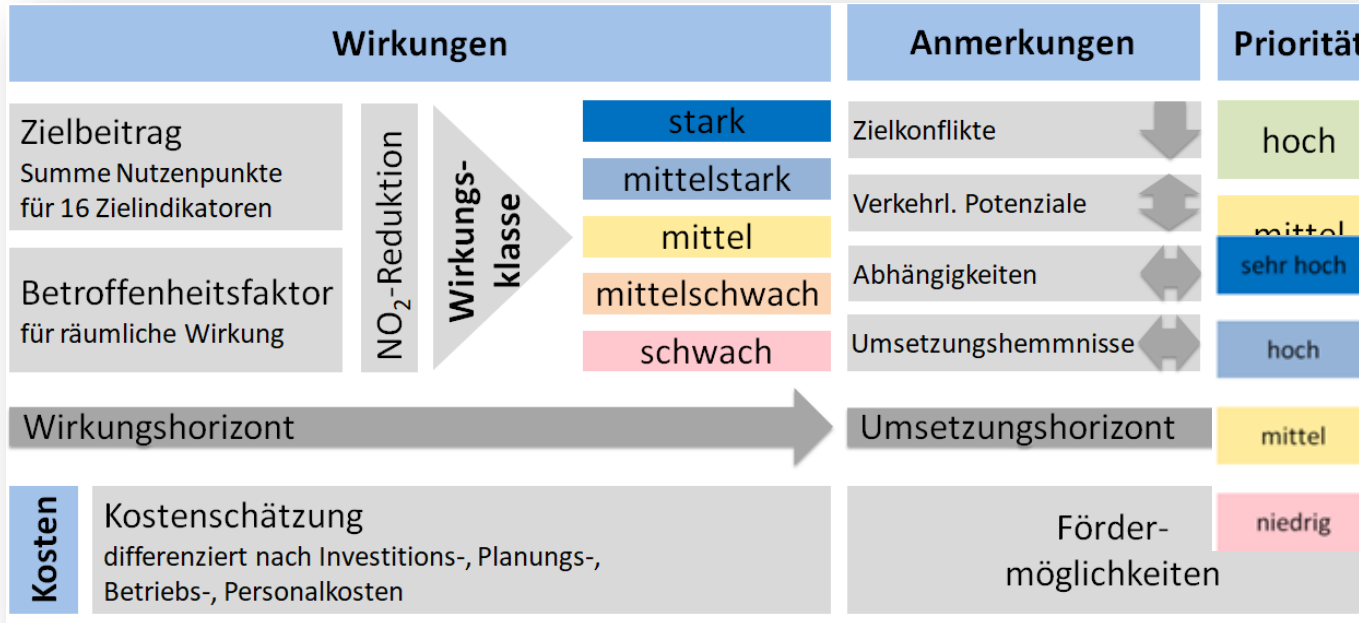 Wirkungen
Anmerkungen
Priorität
Zielbeitrag
Summe Nutzenpunkte
für 16 Zielindikatoren
Betroffenheitsfaktor
für räumliche Wirkung
NO₂-Reduktion
Wirkungs-
klasse
stark
mittelstark
mittel
mittelschwach
schwach
Zielkonflikte
Verkehrl. Potenziale
Abhängigkeiten
Umsetzungshemmnisse
hoch
mittel
sehr hoch
hoch
mittel
niedrig
Wirkungshorizont
Umsetzungshorizont
Kosten
Kostenschätzung
differenziert nach Investitions-, Planungs-,
Betriebs-, Personalkosten
Förder-
möglichkeiten